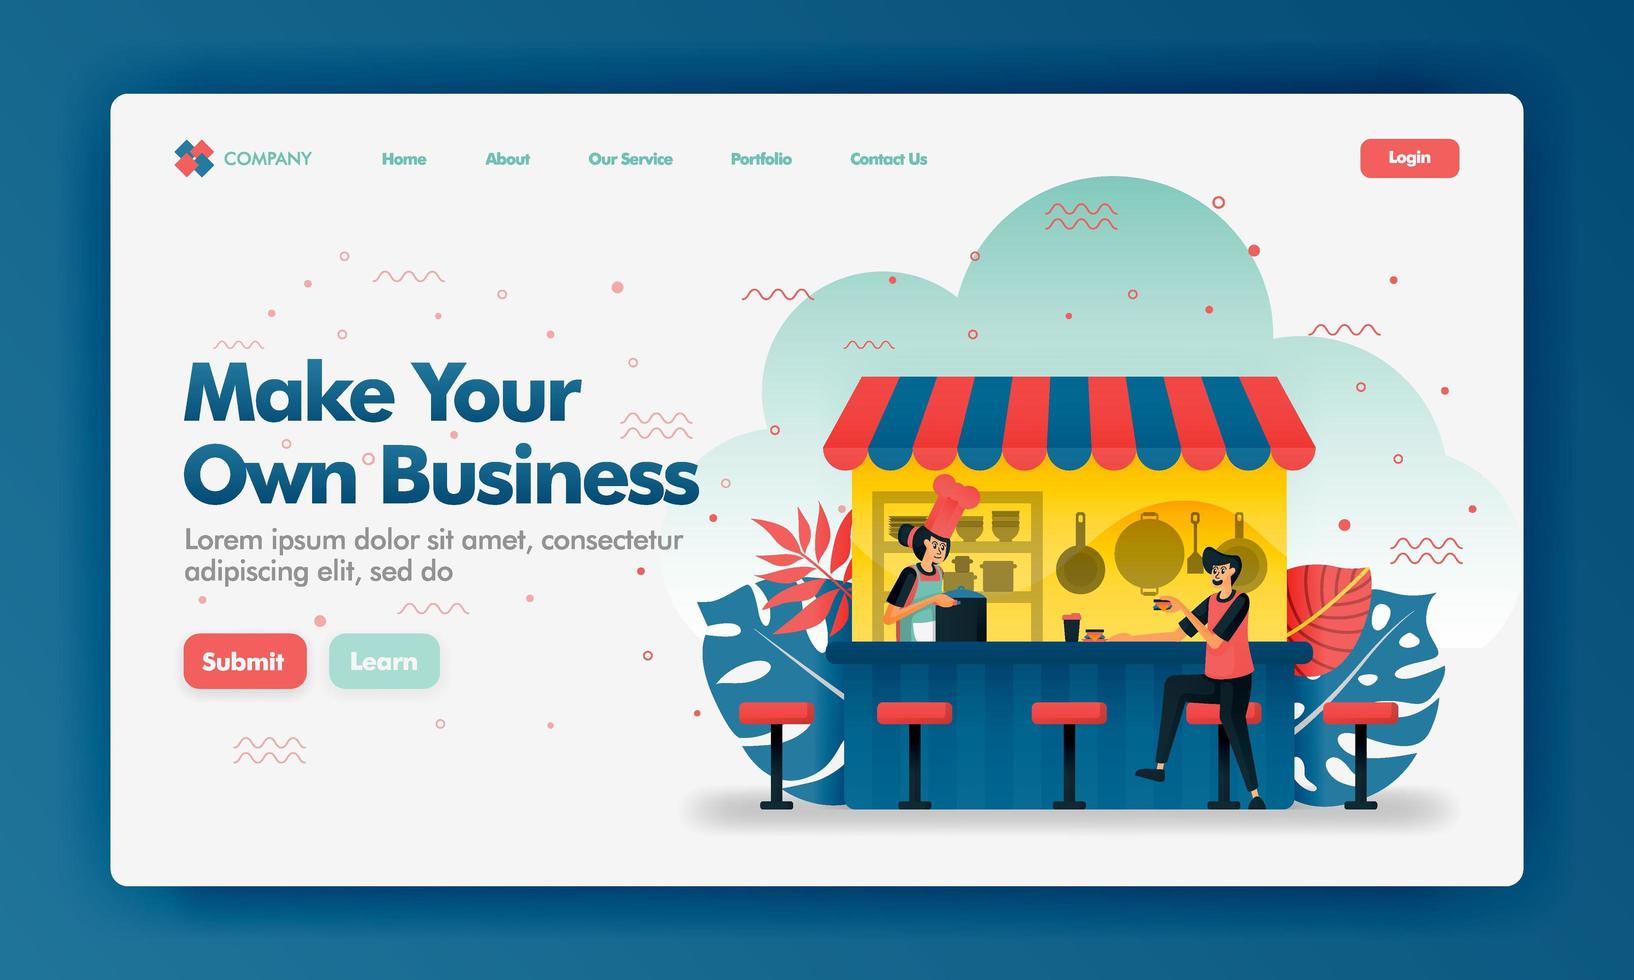 COMPANY
Home About Our Service Portfolio Contact Us
Login
Make Your
Own Business
Lorem ipsum dolor sit amet, consectetur
adipiscing elit, sed do
Submit Learn